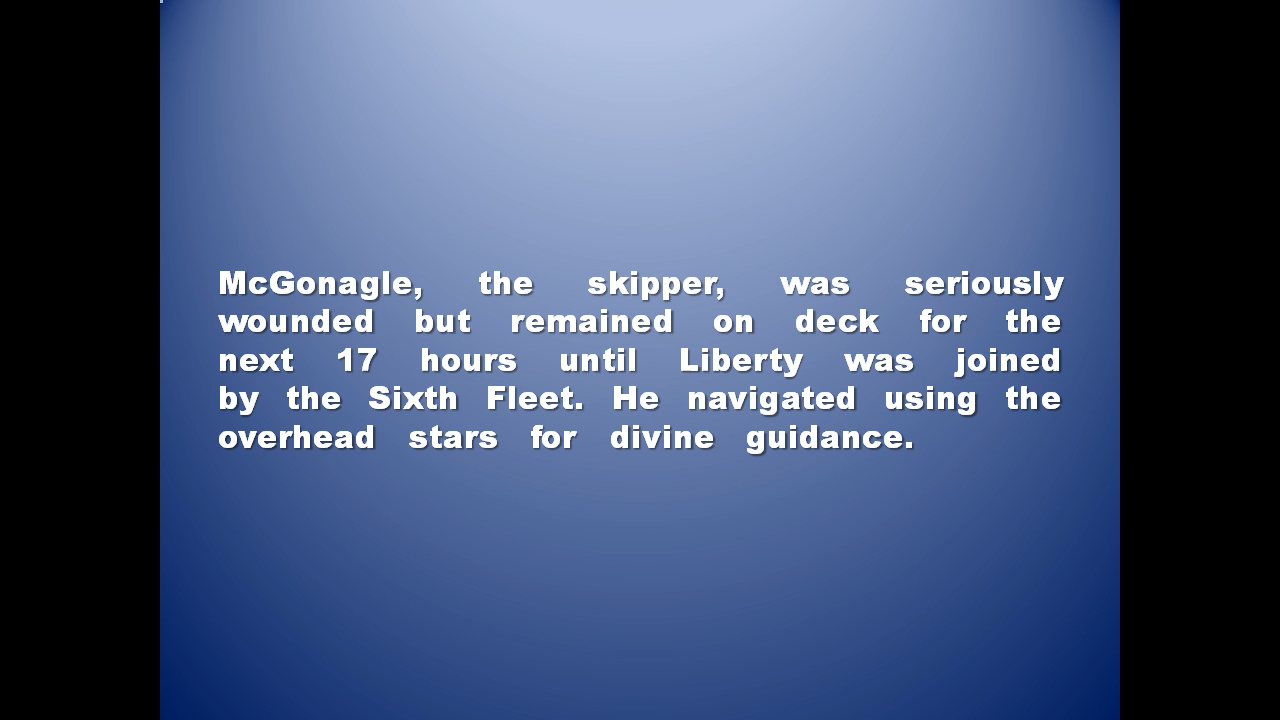 McGonagle, the skipper, was seriously
wounded but remained on deck for the
next 17 hours until Liberty was joined
by the Sixth Fleet. He navigated using the
overhead stars for divine guidance.